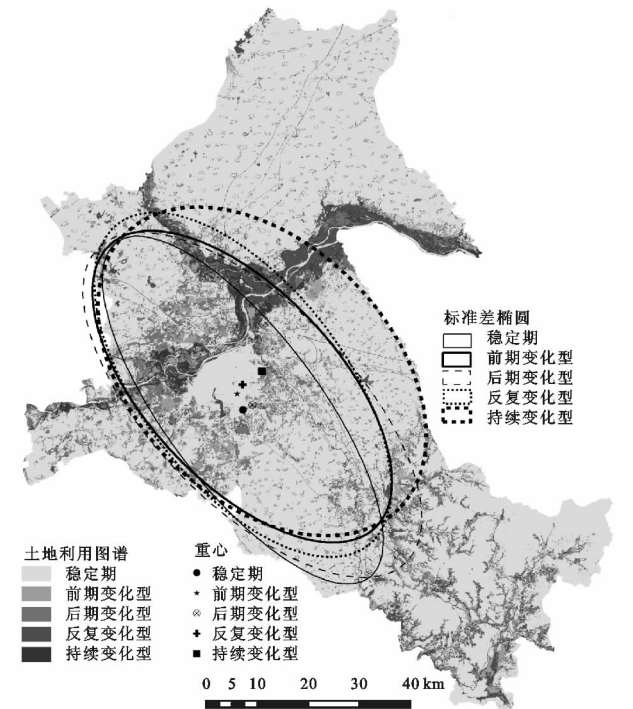 标准差椭圆
稳定期
前期变化型
后期变化型
反复变化型
持续变化型
土地利用图谱
稳定期
前期变化型
后期变化型
反复变化型
持续变化型
重心
稳定期
前期变化型
后期变化型
反复变化型
持续变化型
0 5 10 20 30 40 km